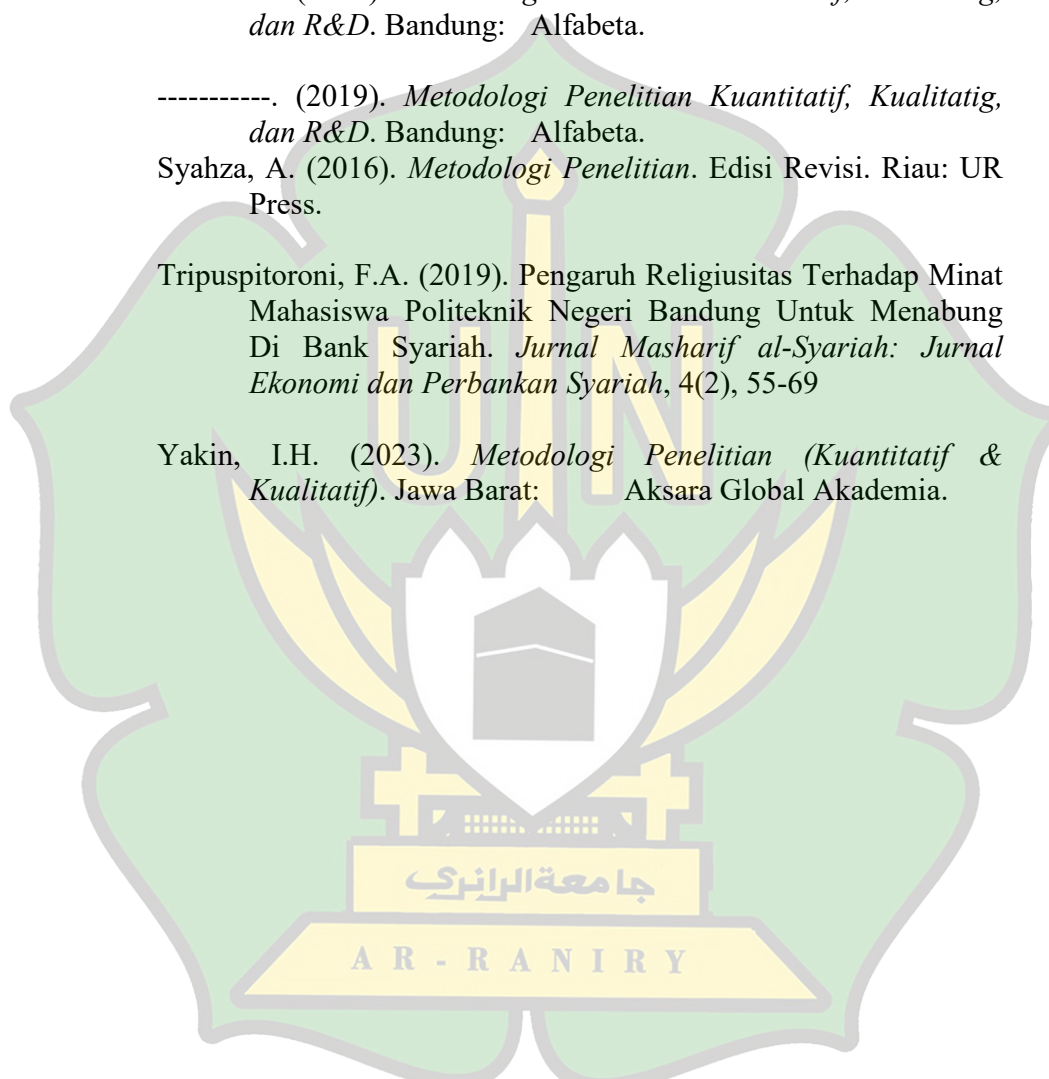 dan R&D. Bandung: Alfabeta.
-----------. (2019). Metodologi Penelitian Kuantitatif, Kualitatig,
dan R&D. Bandung: Alfabeta.
Syahza, A. (2016). Metodologi Penelitian. Edisi Revisi. Riau: UR
Press.
Tripuspitoroni, F.A. (2019). Pengaruh Religiusitas Terhadap Minat
Mahasiswa Politeknik Negeri Bandung Untuk Menabung
Di Bank Syariah. Jurnal Masharif al-Syariah: Jurnal
Ekonomi dan Perbankan Syariah, 4(2), 55-69
Yakin, I.H. (2023). Metodologi Penelitian (Kuantitatif &
Kualitatif). Jawa Barat: Aksara Global Akademia.
UIN
جامعة الرانري
AR-RANIRY